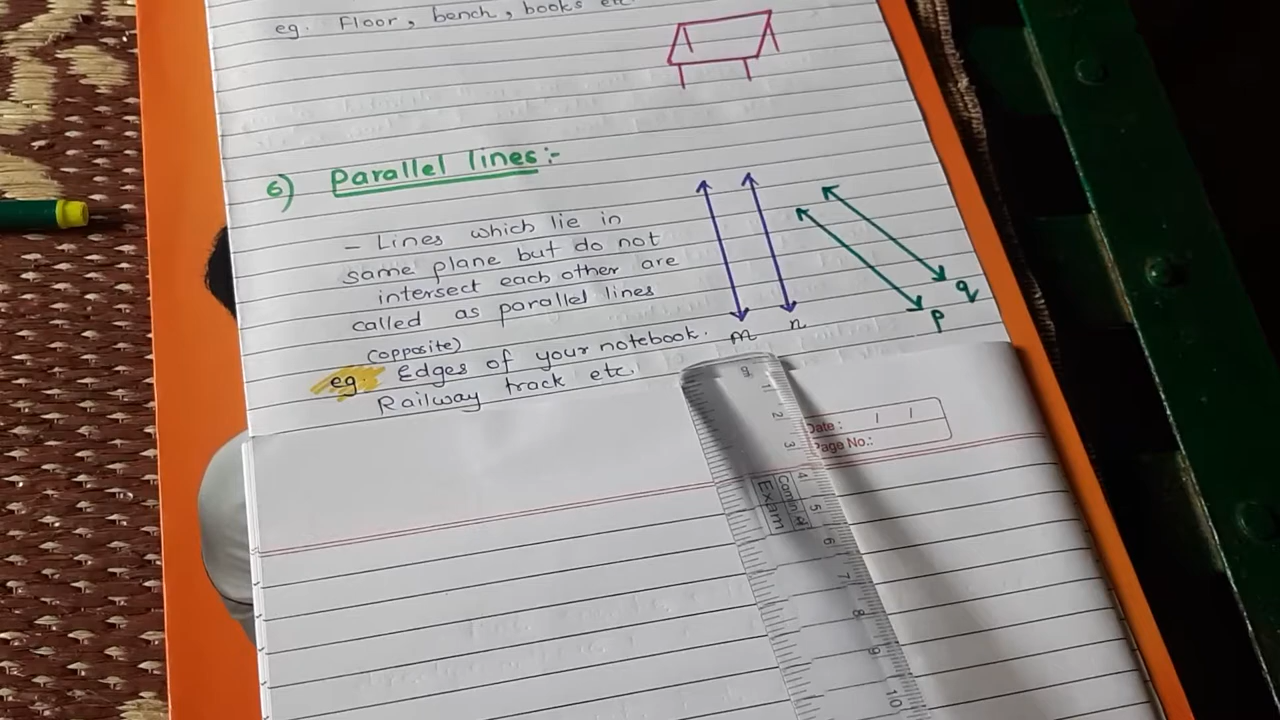 eg. Floor, bench, books etc.
6) Parallel lines:-
- Lines which lie in
same plane but do not
intersect each other are
called as parallel lines
(opposite)
eg. Edges of your notebook.
Railway track etc.
m n p q
Date : / /
Page No.:
1 2 3 4 5 6 7 8 9 10
Exam